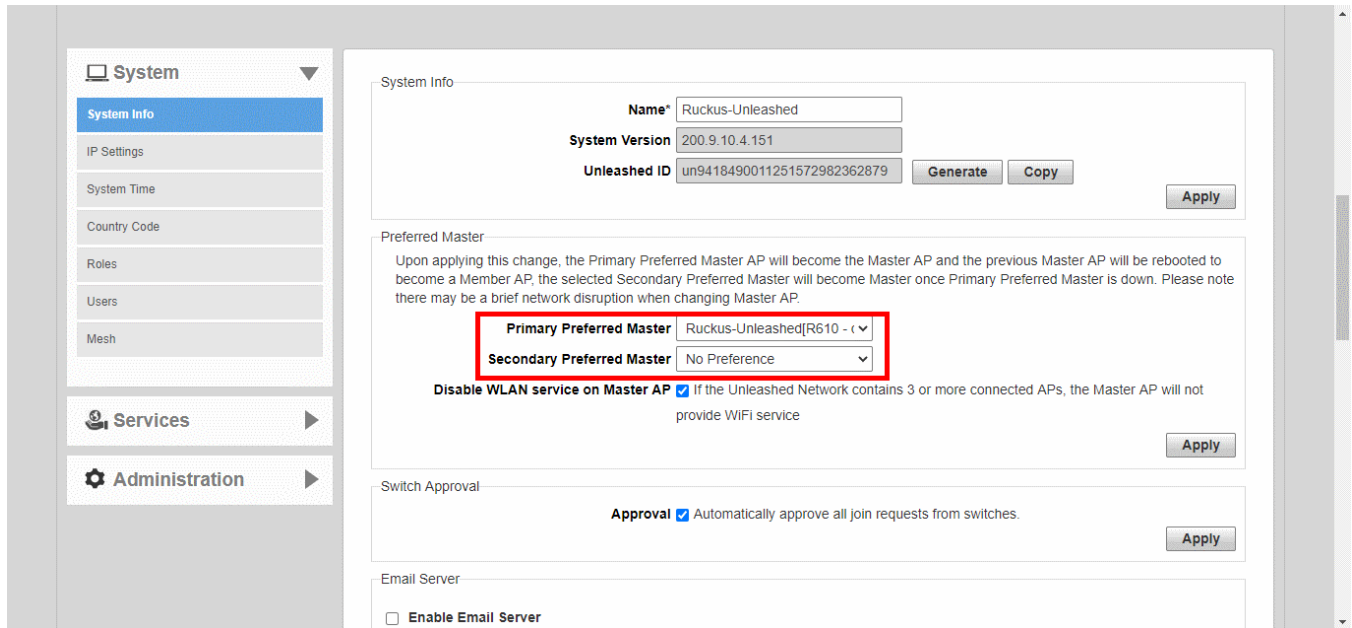 System
System Info
IP Settings
System Time
Country Code
Roles
Users
Mesh
Services
Administration
System Info
Name* Ruckus-Unleashed
System Version 200.9.10.4.151
Unleashed ID un94184900112515729823628​79 Generate Copy
Apply
Preferred Master
Upon applying this change, the Primary Preferred Master AP will become the Master AP and the previous Master AP will be rebooted to
become a Member AP, the selected Secondary Preferred Master will become Master once Primary Preferred Master is down. Please note
there may be a brief network disruption when changing Master AP.
Primary Preferred Master Ruckus-Unleashed[R610 -
Secondary Preferred Master No Preference
Disable WLAN service on Master AP If the Unleashed Network contains 3 or more connected APs, the Master AP will not
provide WiFi service
Apply
Switch Approval
Approval Automatically approve all join requests from switches.
Apply
Email Server
Enable Email Server